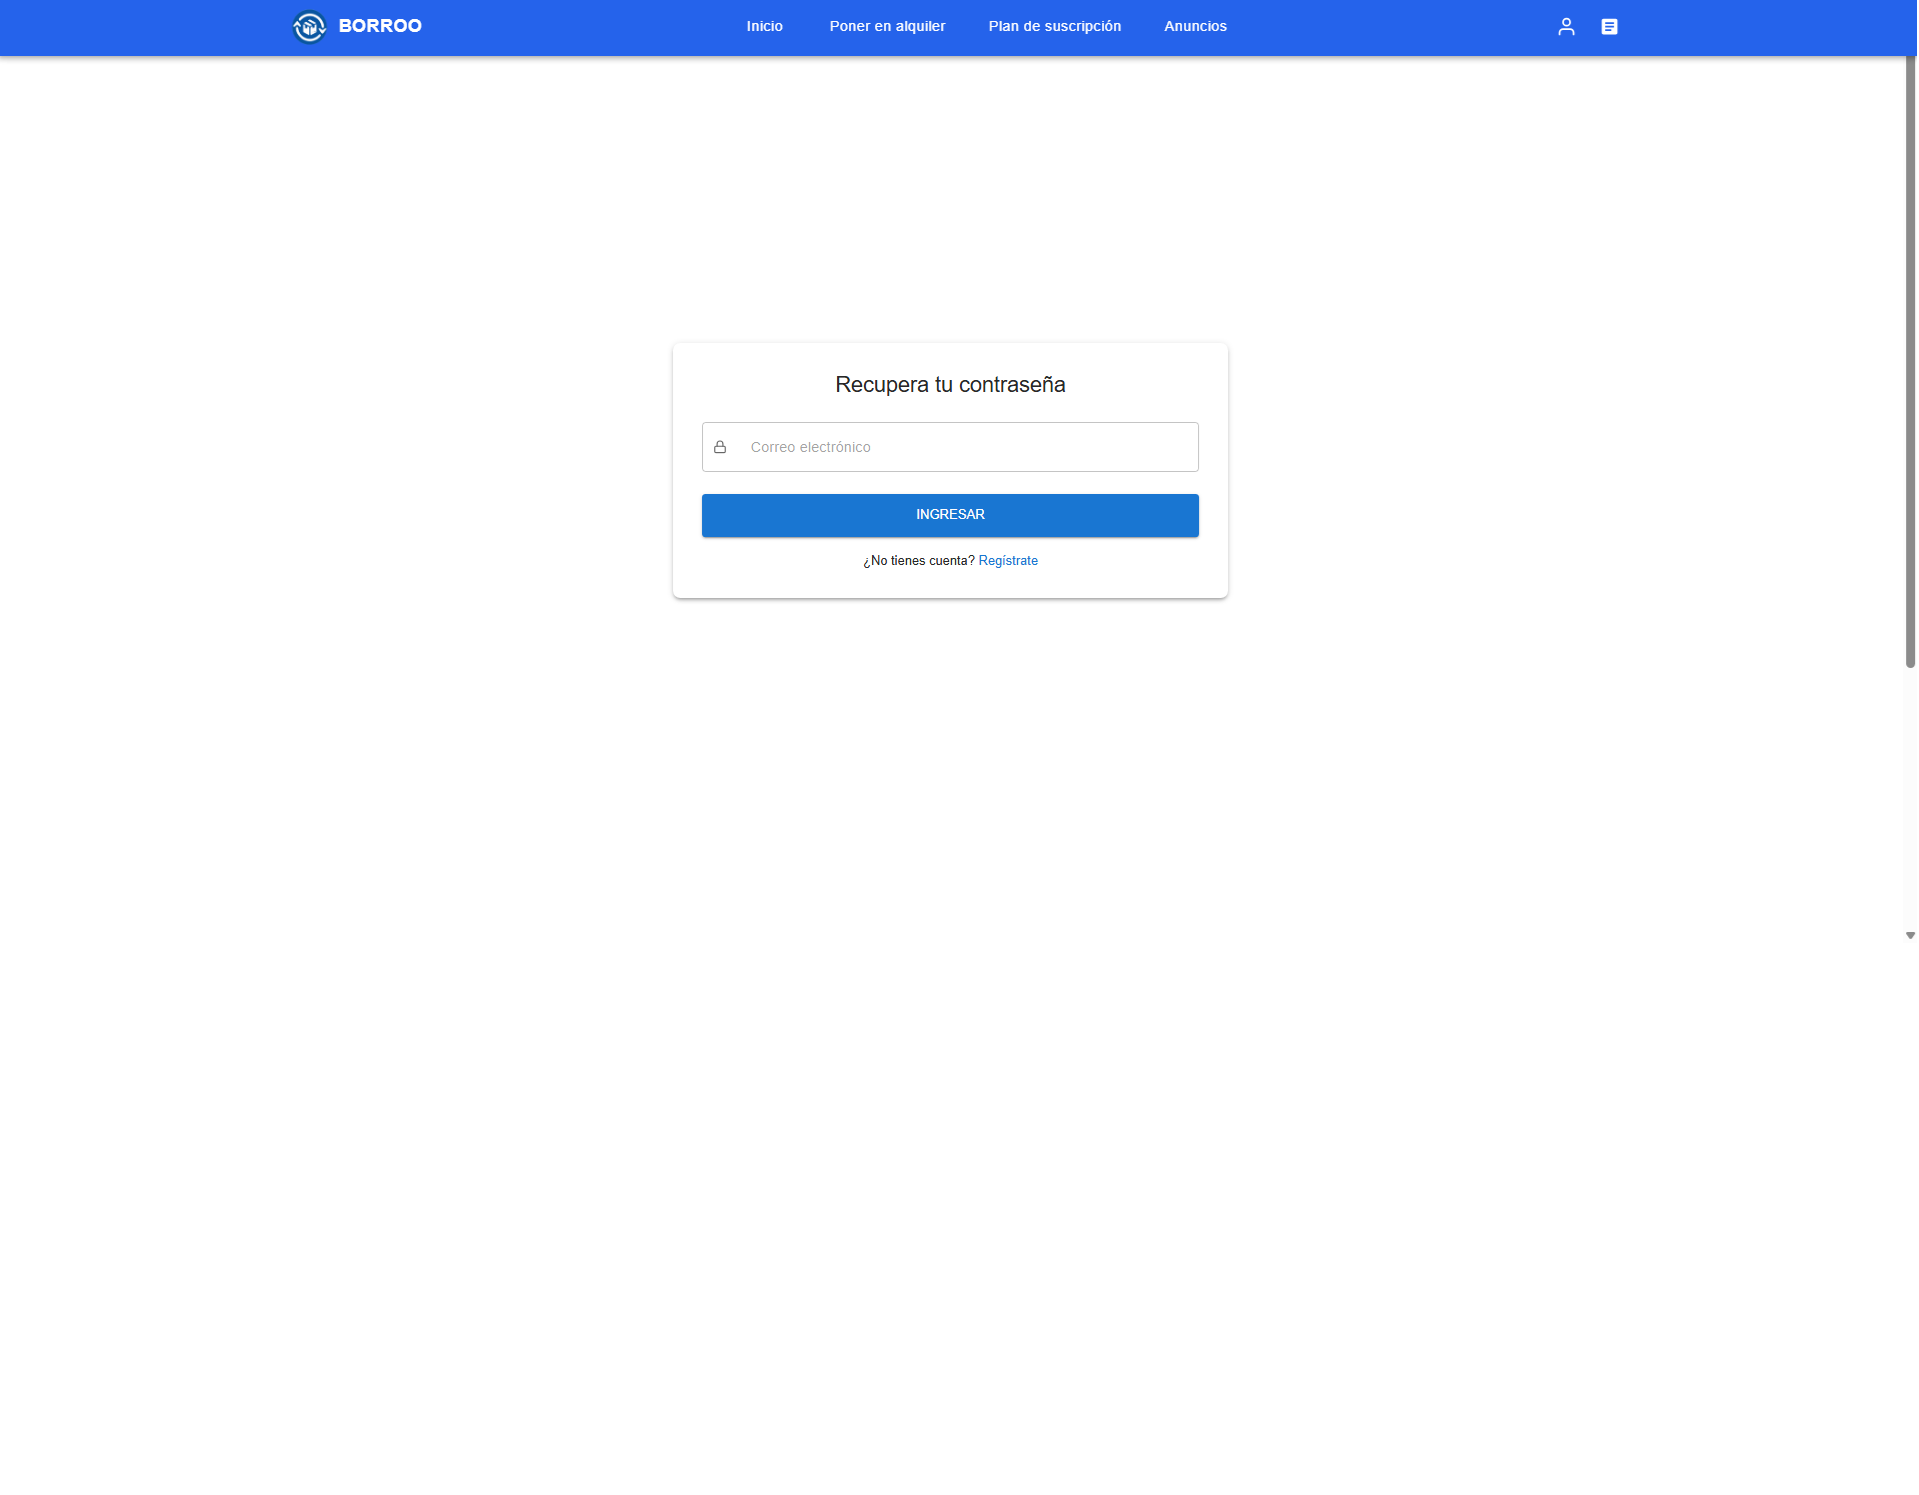 BORROO
Inicio
Poner en alquiler
Plan de suscripción
Anuncios
Recupera tu contraseña
Correo electrónico
INGRESAR
¿No tienes cuenta? Regístrate